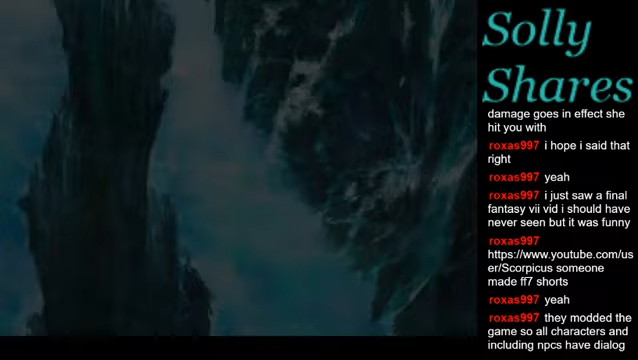 Solly
Shares
damage goes in effect she
hit you with
roxas997 i hope i said that
right
roxas997 yeah
roxas997 i just saw a final
fantasy vii vid i should have
never seen but it was funny
roxas997
https://www.youtube.com/us
er/Scorpicus someone
made ff7 shorts
roxas997 yeah
roxas997 they modded the
game so all characters and
including npcs have dialog